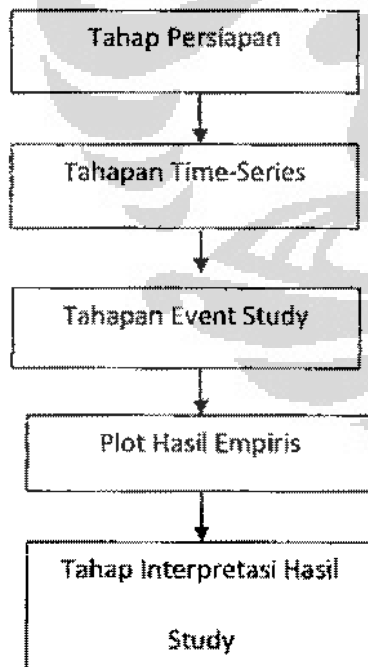 Tahap Persiapan
Tahapan Time-Series
Tahapan Event Study
Plot Hasil Empiris
Tahap Interpretasi Hasil
Study